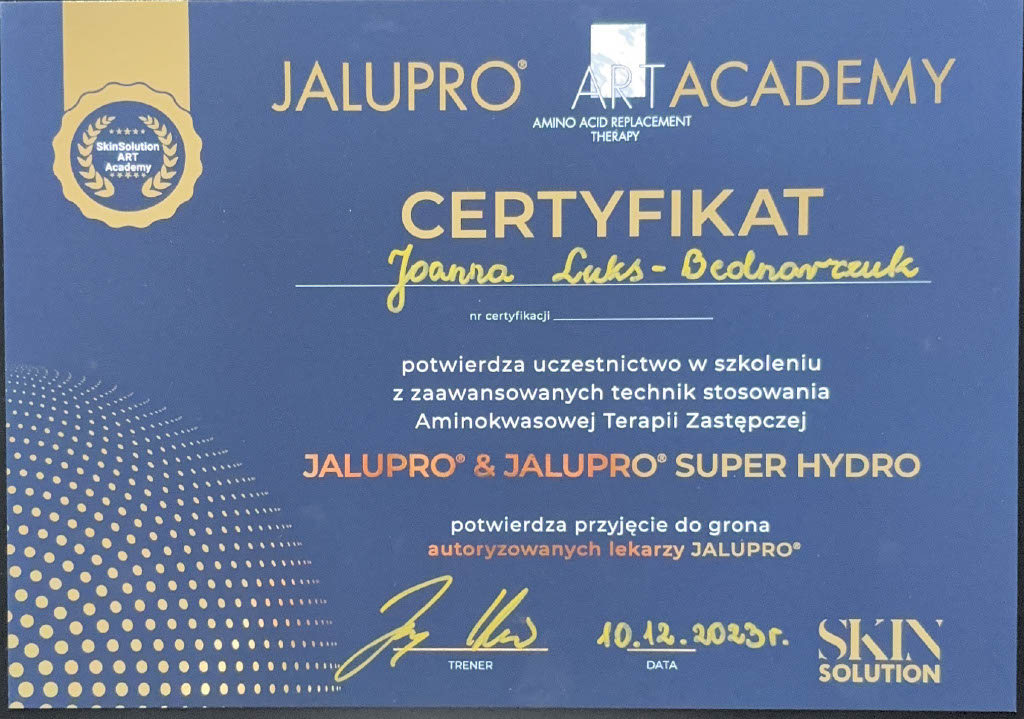 JALUPRO® ART ACADEMY
AMINO ACID REPLACEMENT
THERAPY
SkinSolution
ART
Academy
CERTYFIKAT
Joanna Luks-Bednarczuk
nr certyfikacji
potwierdza uczestnictwo w szkoleniu
z zaawansowanych technik stosowania
Aminokwasowej Terapii Zastępczej
JALUPRO® & JALUPRO® SUPER HYDRO
potwierdza przyjęcie do grona
autoryzowanych lekarzy JALUPRO®
10.12.2023r.
TRENER
DATA
SKIN
SOLUTION